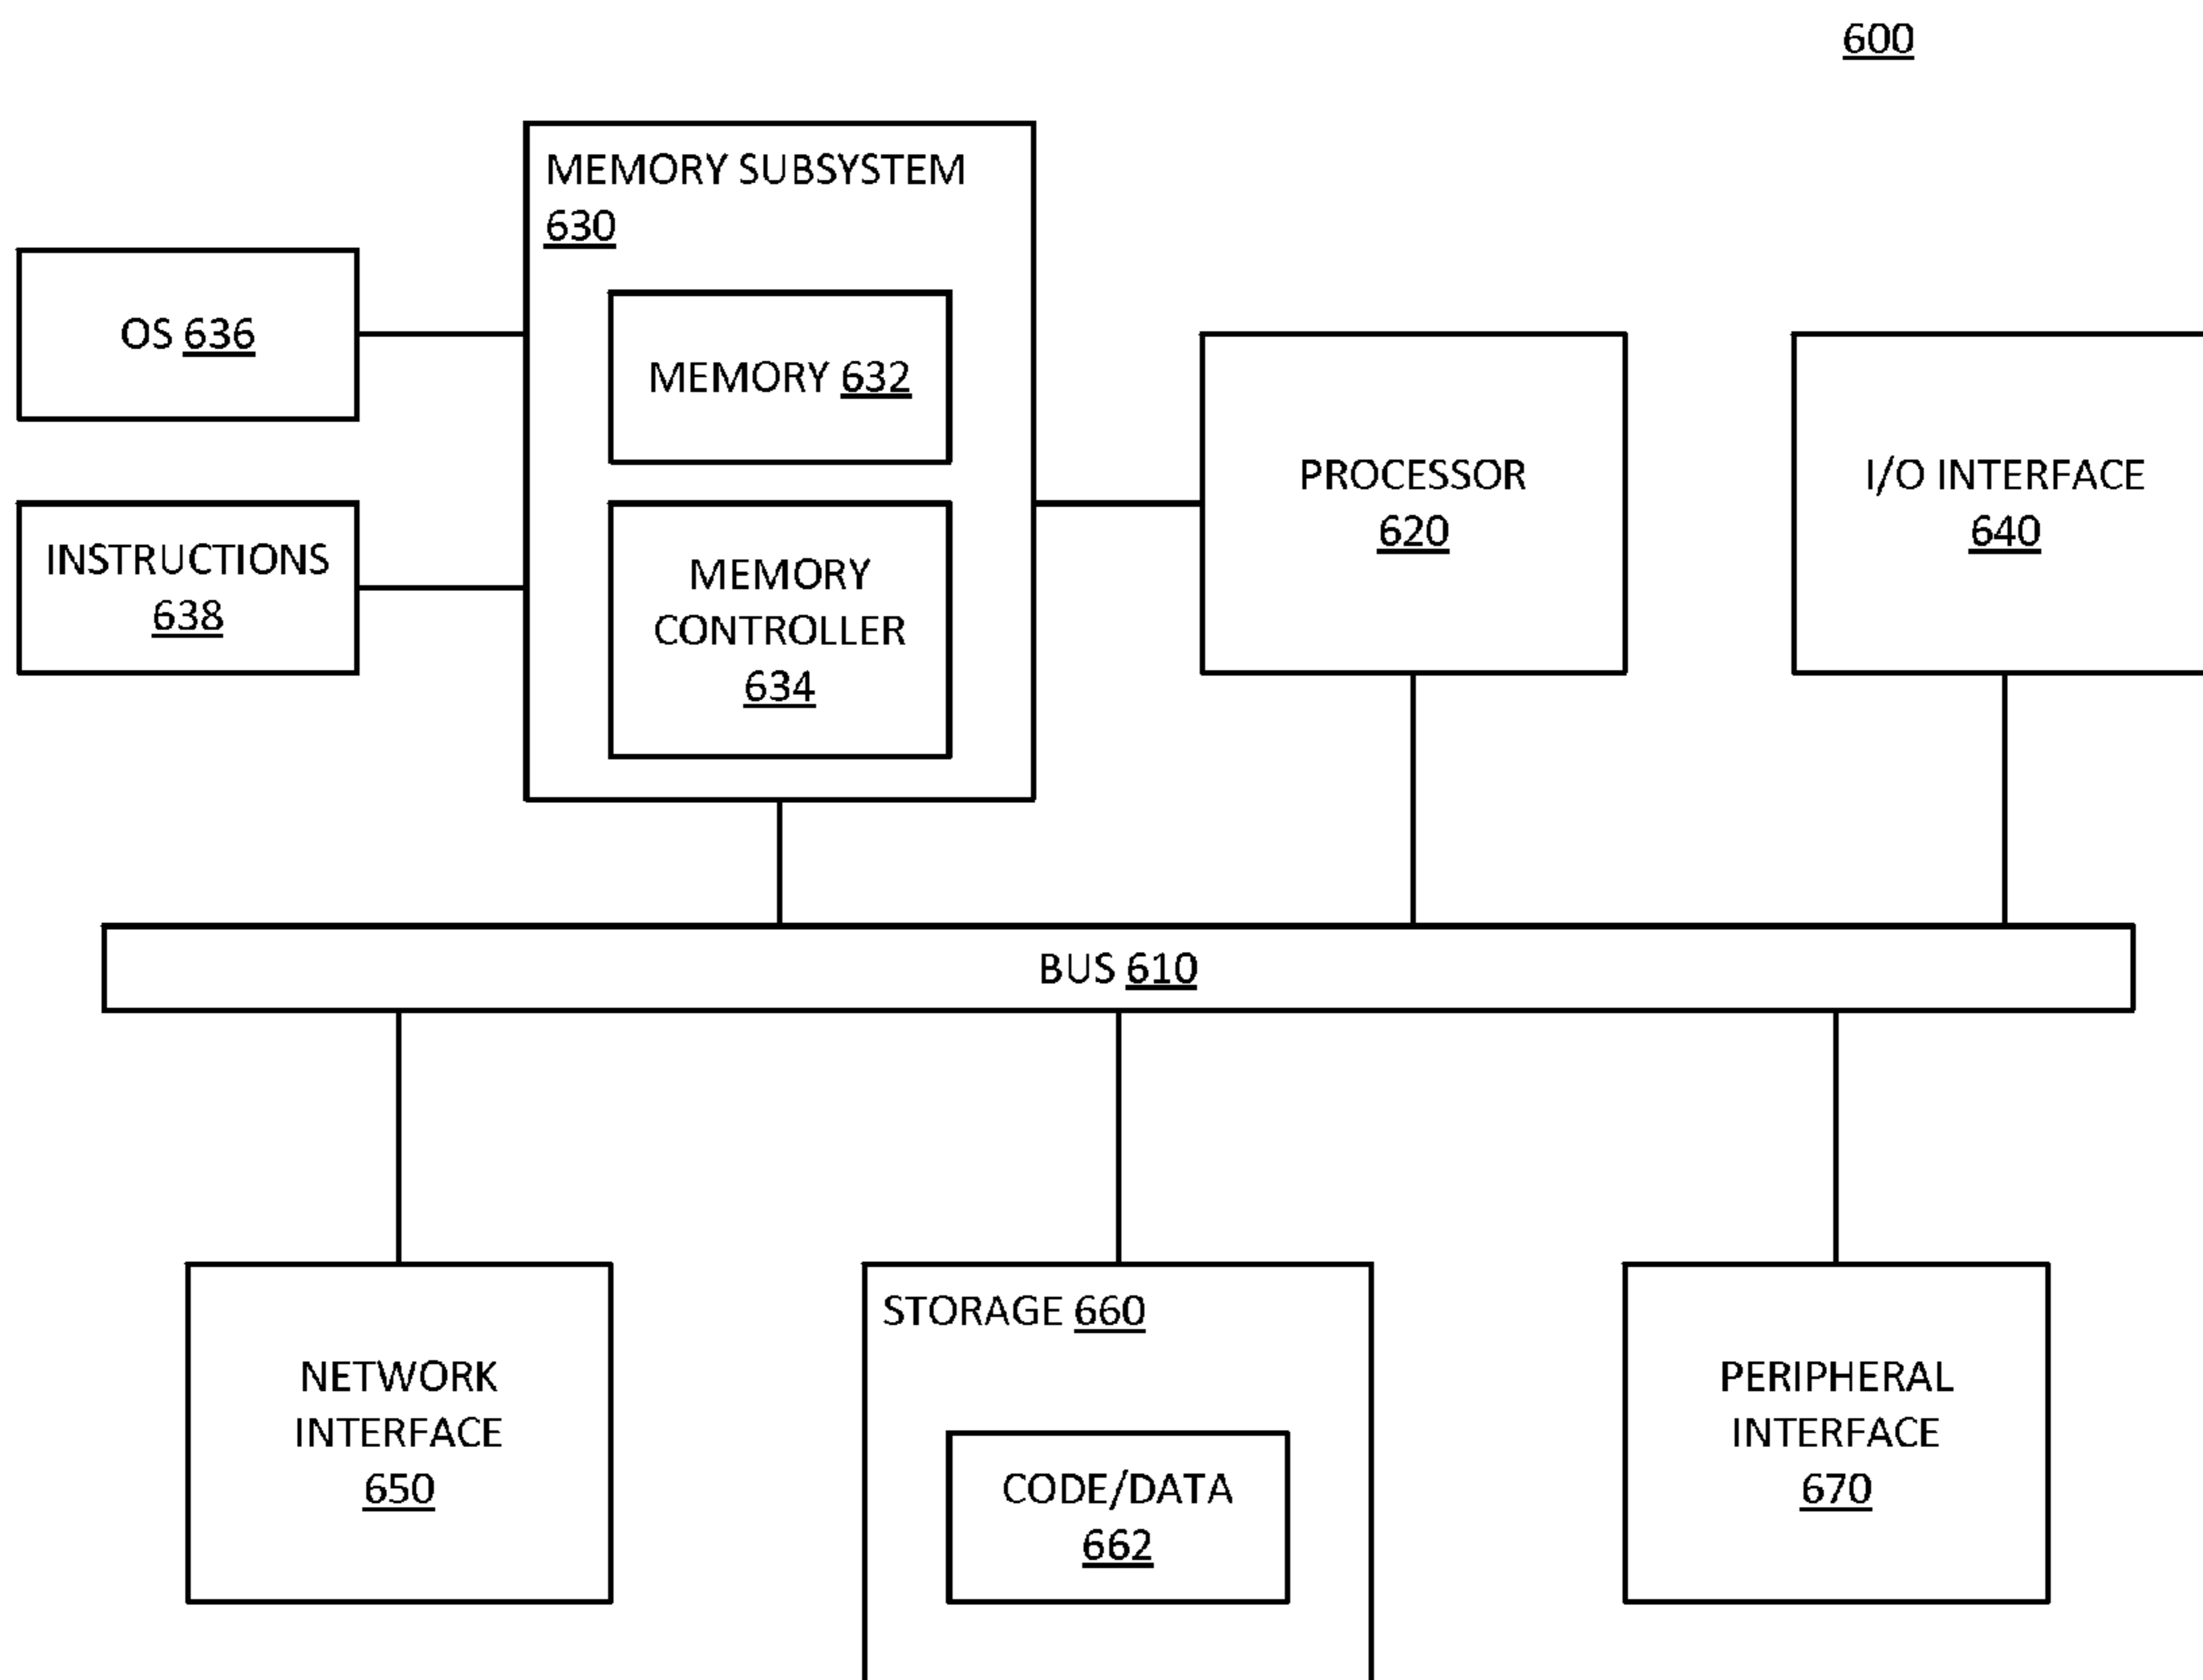 600
MEMORY SUBSYSTEM
630
OS 636
MEMORY 632
PROCESSOR
620
I/O INTERFACE
640
INSTRUCTIONS
638
MEMORY
CONTROLLER
634
BUS 610
NETWORK
INTERFACE
650
STORAGE 660
CODE/DATA
662
PERIPHERAL
INTERFACE
670